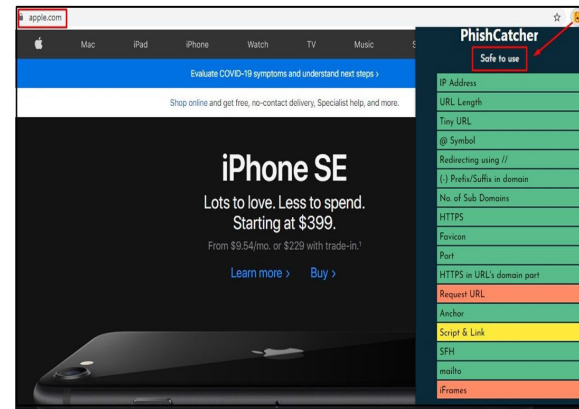 apple.com
Mac iPad iPhone Watch TV Music S
Evaluate COVID-19 symptoms and understand next steps >
Shop online and get free, no-contact delivery, Specialist help, and more.
iPhone SE
Lots to love. Less to spend.
Starting at $399.
From $9.54/mo. or $229 with trade-in.¹
Learn more > Buy >
PhishCatcher
Safe to use
IP Address
URL Length
Tiny URL
@ Symbol
Redirecting using //
(-) Prefix/Suffix in domain
No. of Sub Domains
HTTPS
Favicon
Port
HTTPS in URL's domain part
Request URL
Anchor
Script & Link
SFH
mailto
iFrames